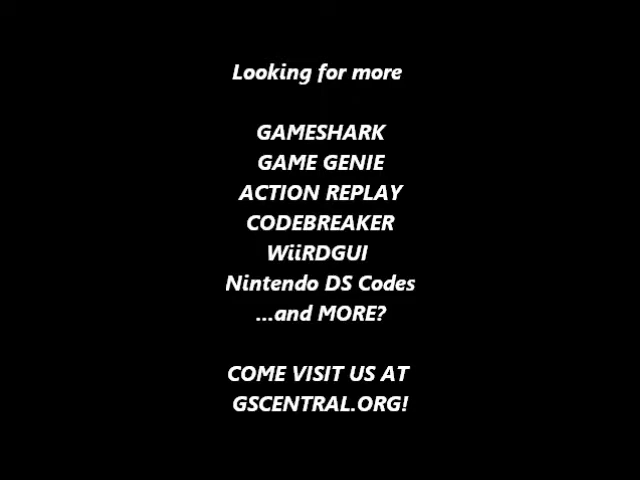 Looking for more
GAMESHARK
GAME GENIE
ACTION REPLAY
CODEBREAKER
WiiRDGUI
Nintendo DS Codes
...and MORE?
COME VISIT US AT
GSCENTRAL.ORG!